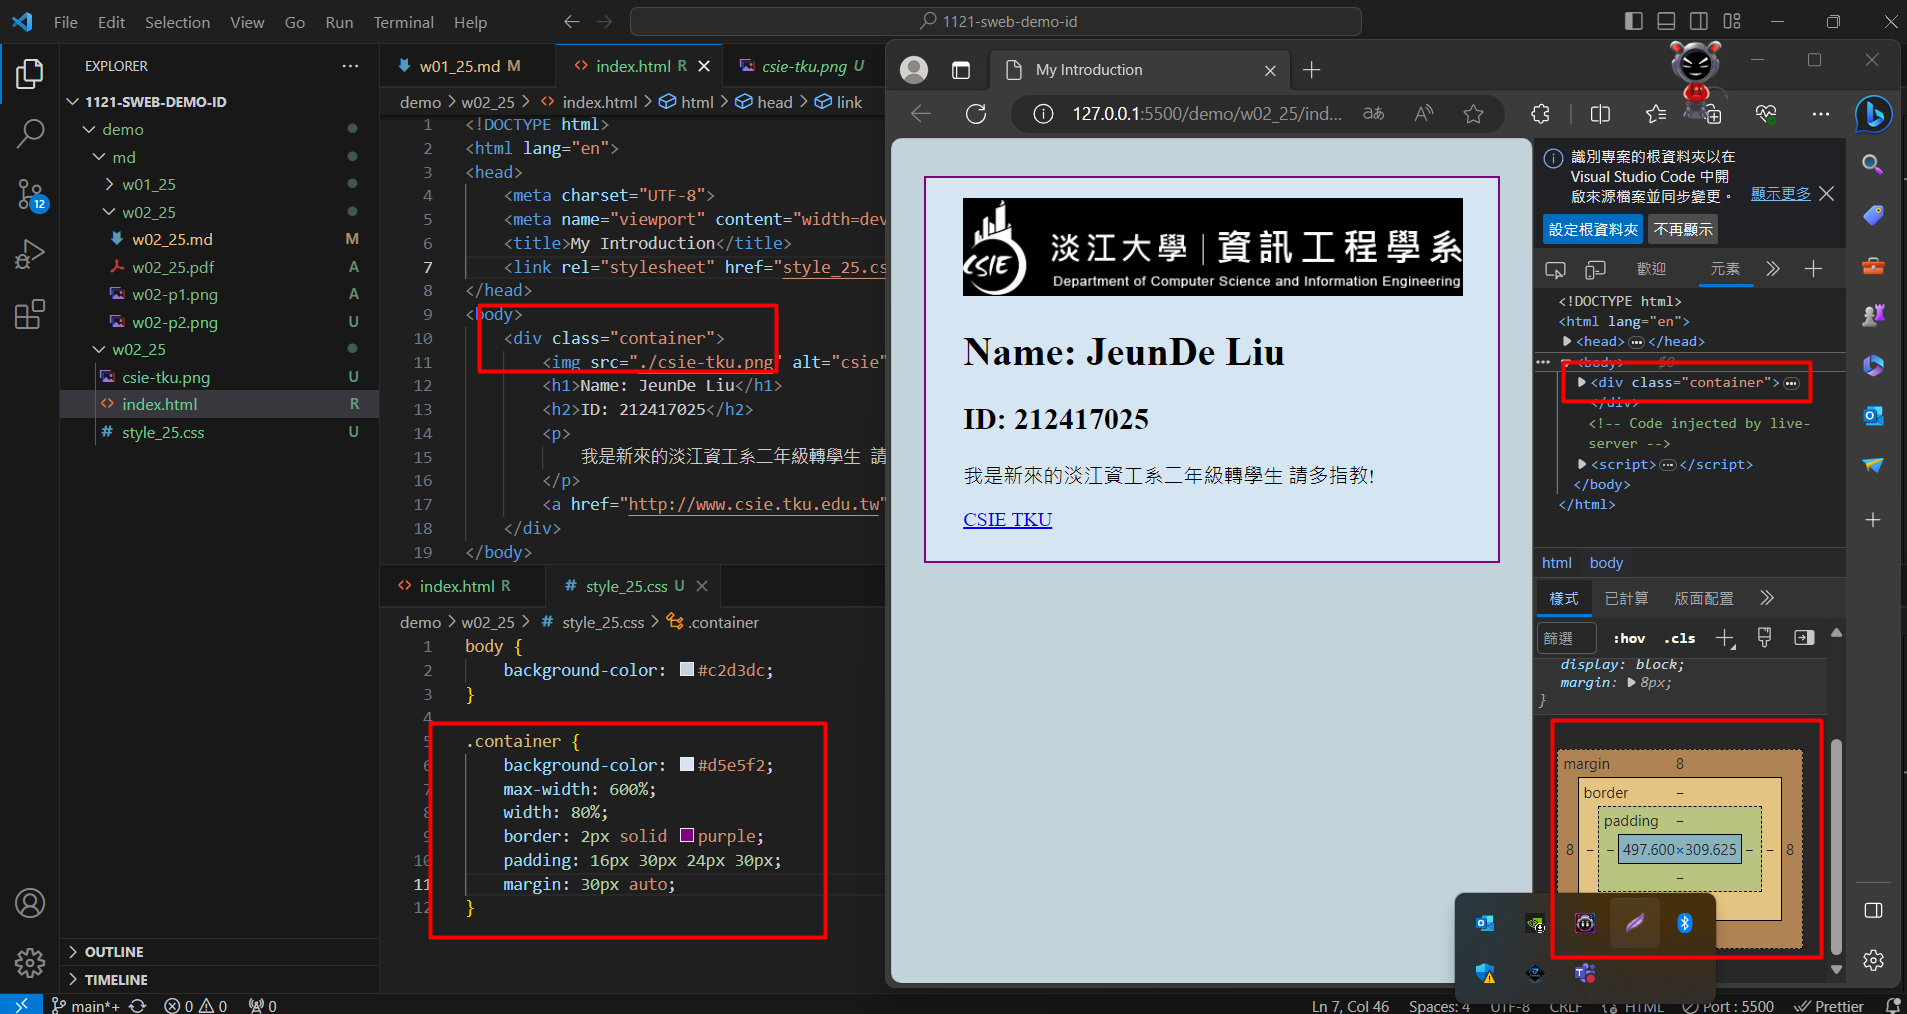 File Edit Selection View Go Run Terminal Help
1121-sweb-demo-id
EXPLORER
1121-SWEB-DEMO-ID
demo
md
w01_25
w02_25
w02_25.md M
w02_25.pdf A
w02-p1.png A
w02-p2.png U
w02_25
csie-tku.png U
index.html R
style_25.css U
OUTLINE
TIMELINE
12
w01_25.md M
index.html R
csie-tku.png U
demo > w02_25 > index.html > html > head > link
1 <!DOCTYPE html>
2 <html lang="en">
3 <head>
4 <meta charset="UTF-8">
5 <meta name="viewport" content="width=dev
6 <title>My Introduction</title>
7 <link rel="stylesheet" href="style_25.cs
8 </head>
9 <body>
10 <div class="container">
11 <img src="./csie-tku.png" alt="csie"
12 <h1>Name: JeunDe Liu</h1>
13 <h2>ID: 212417025</h2>
14 <p>
15 我是新來的淡江資工系二年級轉學生 請
16 </p>
17 <a href="http://www.csie.tku.edu.tw"
18 </div>
19 </body>
index.html R
style_25.css U
demo > w02_25 > style_25.css > .container
1 body {
2 background-color: #c2d3dc;
3 }
4
5 .container {
6 background-color: #d5e5f2;
7 max-width: 600%;
8 width: 80%;
9 border: 2px solid purple;
10 padding: 16px 30px 24px 30px;
11 margin: 30px auto;
12 }
My Introduction
127.0.0.1:5500/demo/w02_25/ind...
CSIE
淡江大學 | 資訊工程學系
Department of Computer Science and Information Engineering
Name: JeunDe Liu
ID: 212417025
我是新來的淡江資工系二年級轉學生 請多指教!
CSIE TKU
識別專案的根資料夾以在
Visual Studio Code 中開
啟來源檔案並同步變更。
顯示更多
設定根資料夾 不再顯示
歡迎 元素
<!DOCTYPE html>
<html lang="en">
<head>…</head>
<body> $0
<div class="container">…
</div>
<!-- Code injected by live-
server -->
<script>…</script>
</body>
</html>
html body
樣式 已計算 版面配置
篩選 :hov .cls
display: block;
margin: 8px;
}
margin 8
border –
padding –
8 – – 497.600×309.625 – – 8
–
main*+ 0 0 0
Ln 7, Col 46 Spaces: 4 UTF-8 CRLF HTML Port : 5500 Prettier